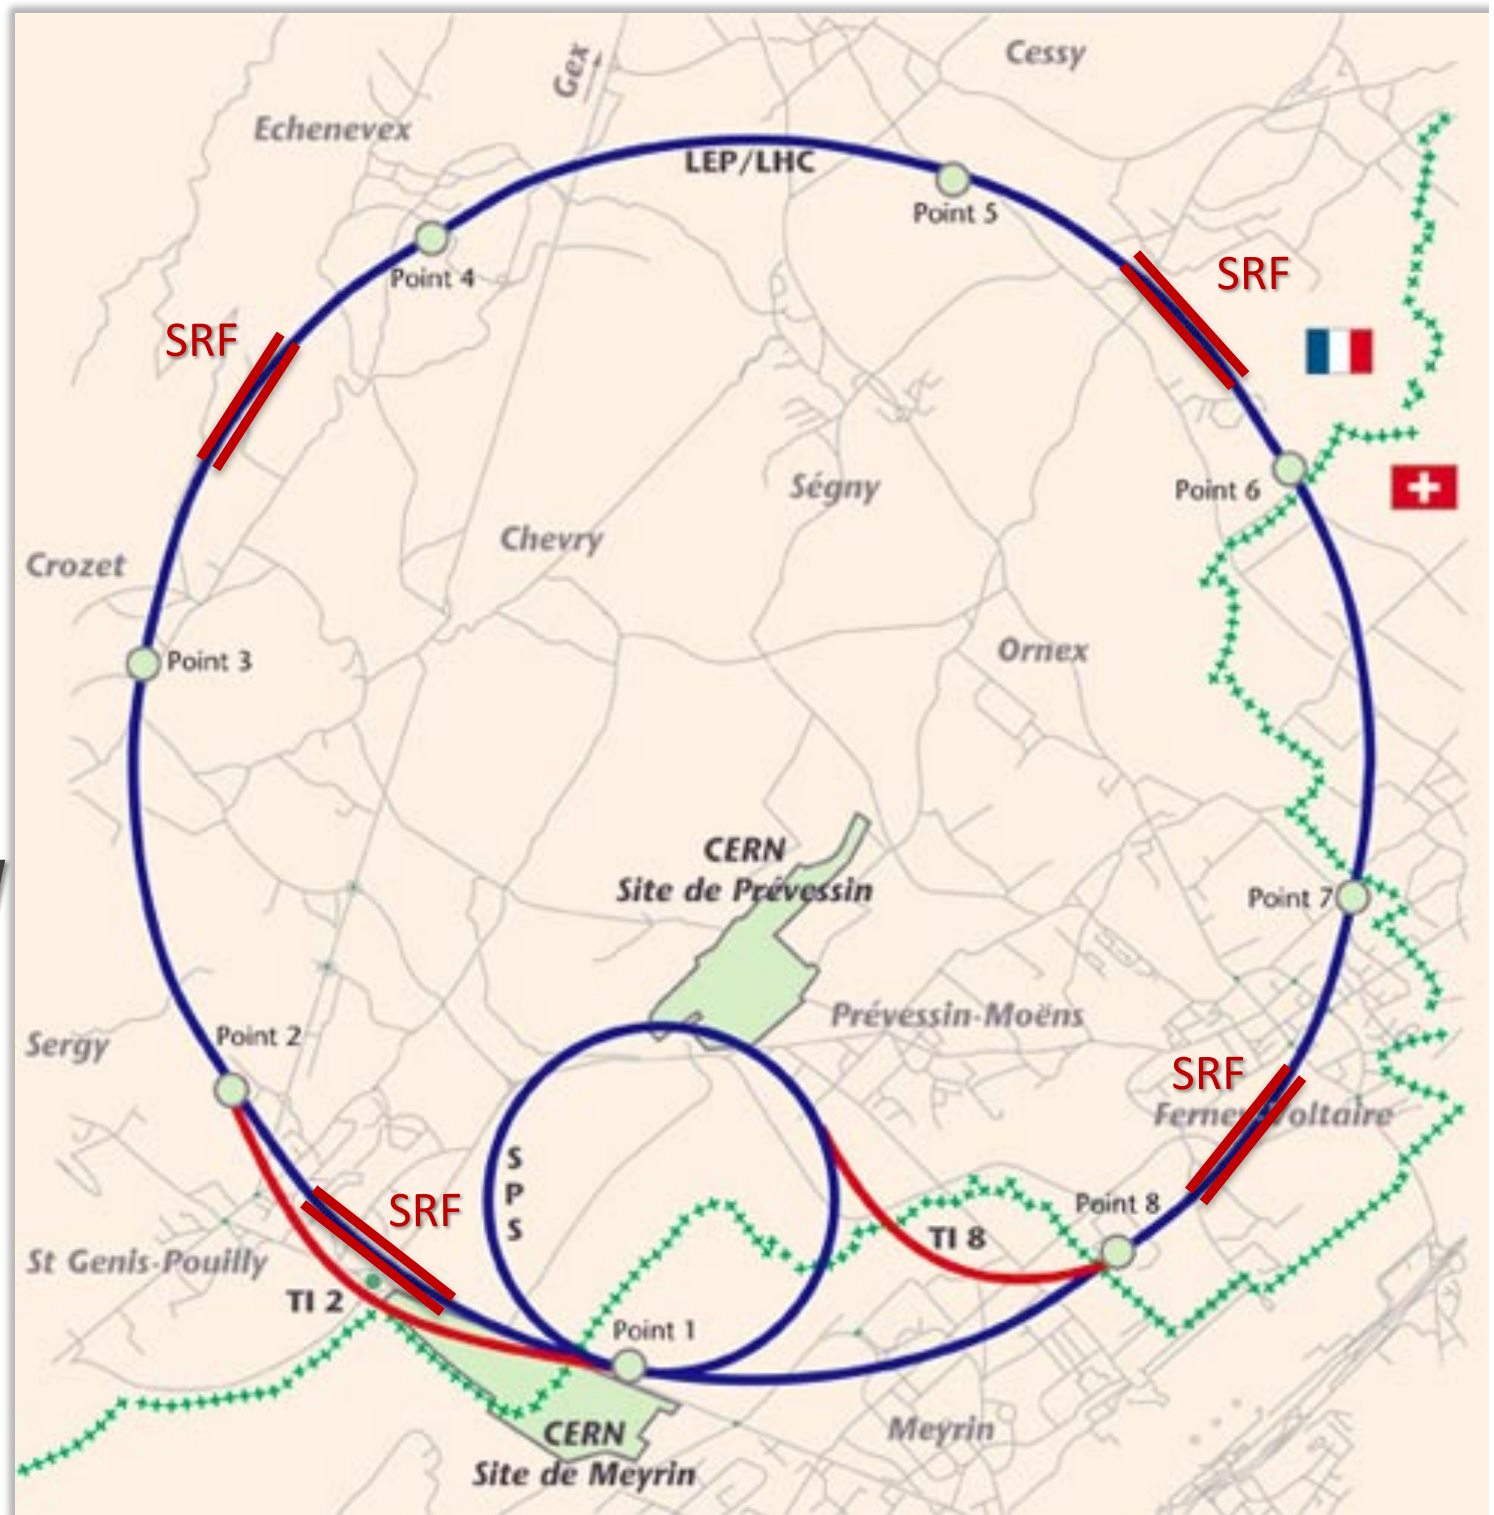 Cessy
Gex
Echenevex
LEP/LHC
Point 5
Point 4
SRF
SRF
Point 6
Ségny
Chevry
Crozet
Point 3
Ornex
CERN
Site de Prévessin
Point 7
Prévessin-Moëns
Point 2
Sergy
SRF
Ferney-Voltaire
S
P
S
SRF
Point 8
TI 8
St Genis-Pouilly
TI 2
Point 1
Meyrin
CERN
Site de Meyrin